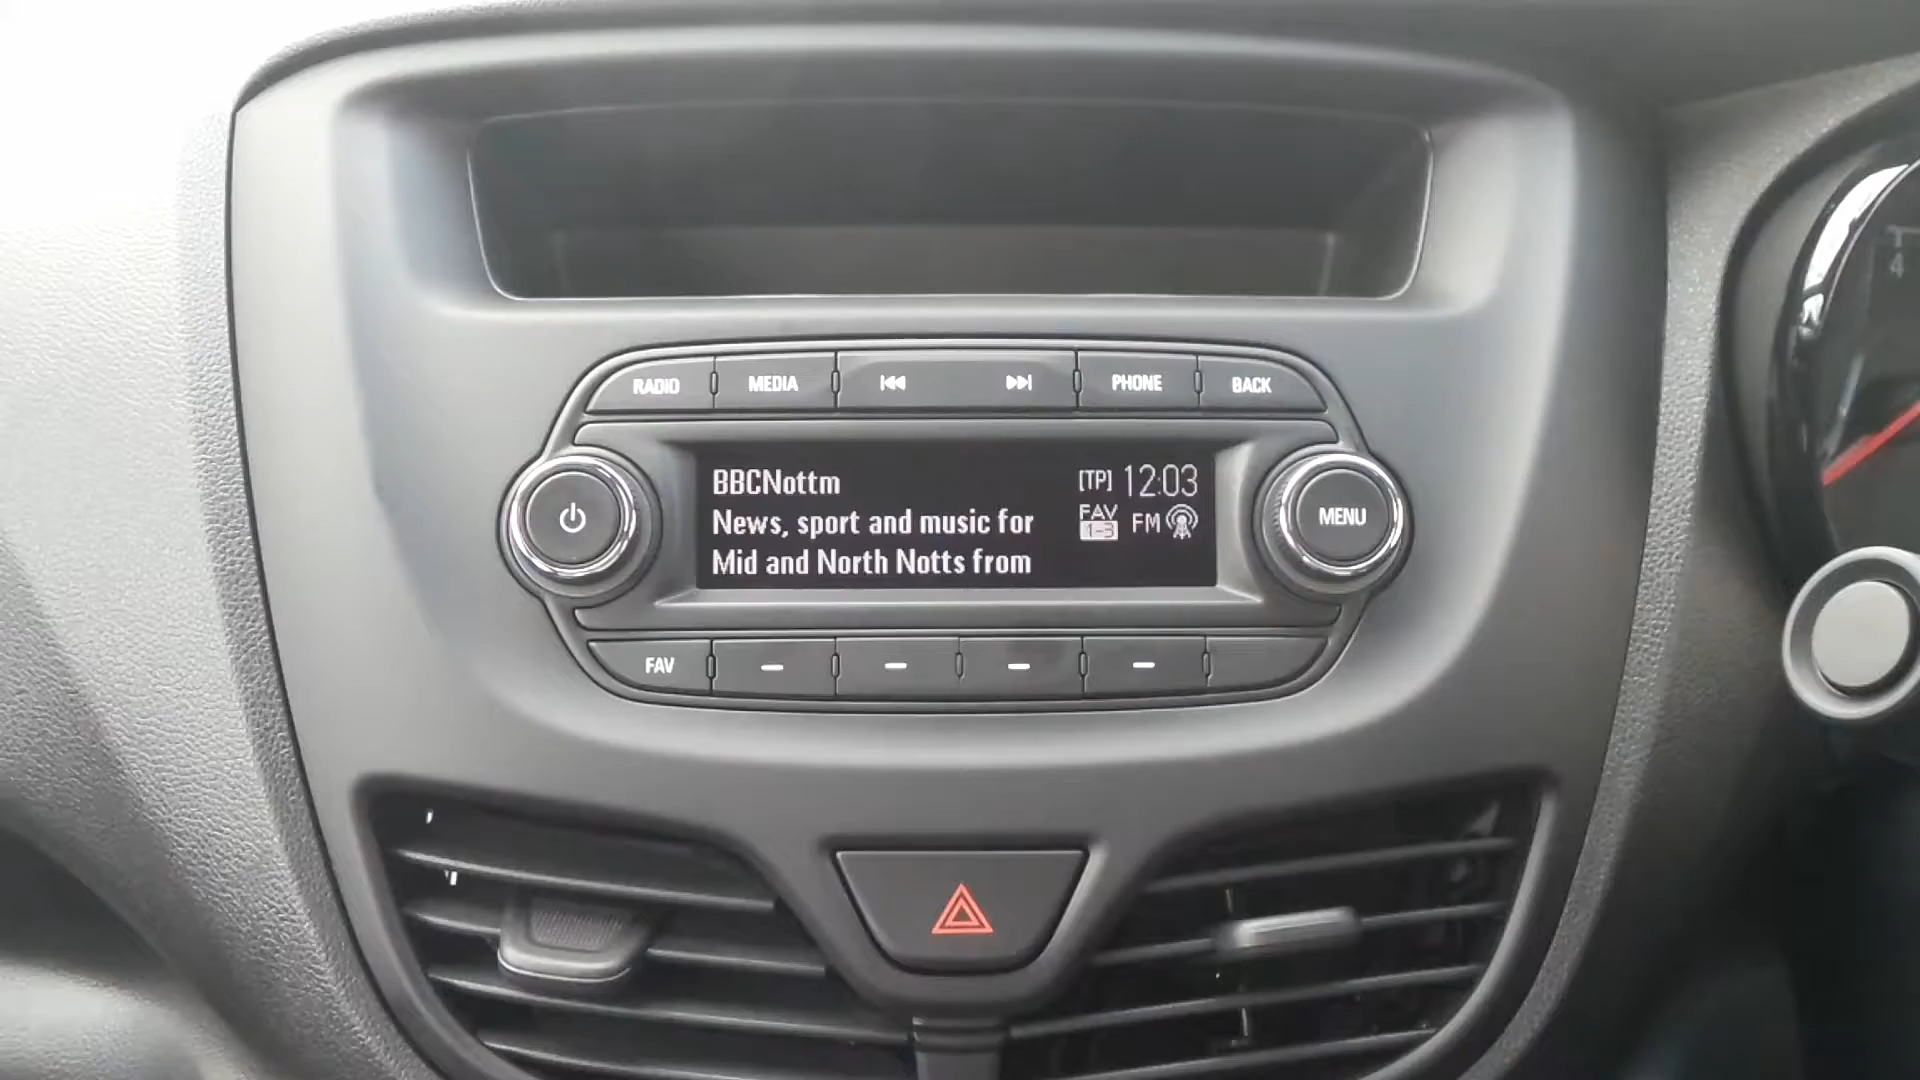 RADIO MEDIA PHONE BACK
BBCNottm [TP] 12:03
News, sport and music for FAV FM
1-3
Mid and North Notts from
MENU
FAV
4